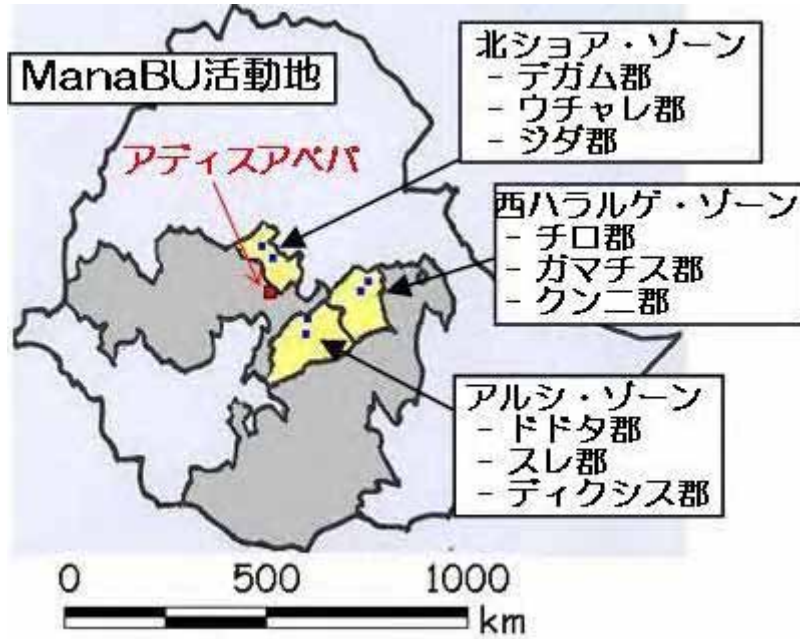 ManaBU活動地
アディスアベバ
北ショア・ゾーン
- デガム郡
- ウチャレ郡
- ジダ郡
西ハラルゲ・ゾーン
- チロ郡
- ガマチス郡
- クンニ郡
アルシ・ゾーン
- ドドタ郡
- スレ郡
- ディクシス郡
0 500 1000
km